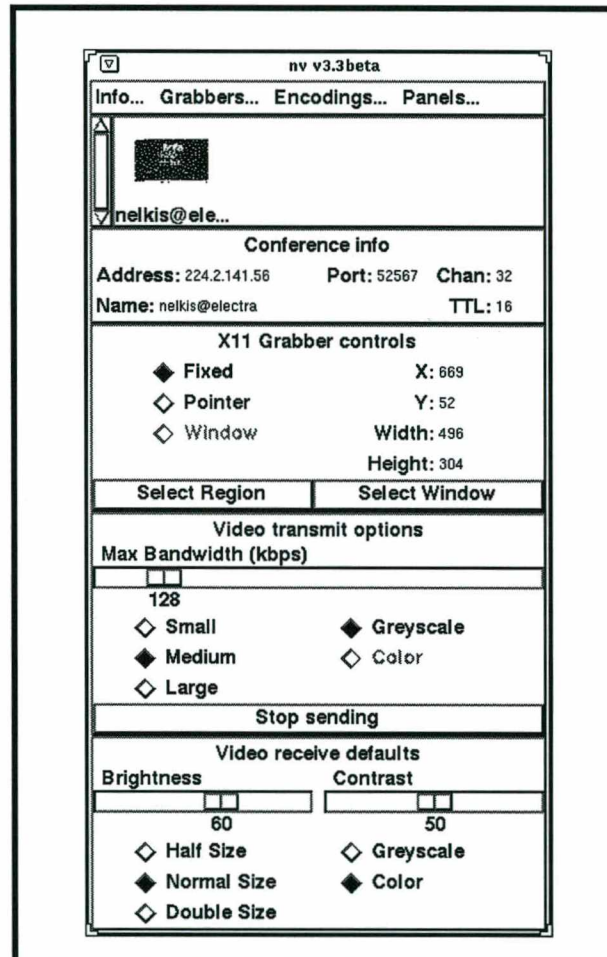 nv v3.3beta
Info... Grabbers... Encodings... Panels...
nelkis@ele...
Conference info
Address: 224.2.141.56 Port: 52567 Chan: 32
Name: nelkis@electra TTL: 16
X11 Grabber controls
Fixed X: 669
Pointer Y: 52
Window Width: 496
Height: 304
Select Region Select Window
Video transmit options
Max Bandwidth (kbps)
128
Small Greyscale
Medium Color
Large
Stop sending
Video receive defaults
Brightness Contrast
60 50
Half Size Greyscale
Normal Size Color
Double Size